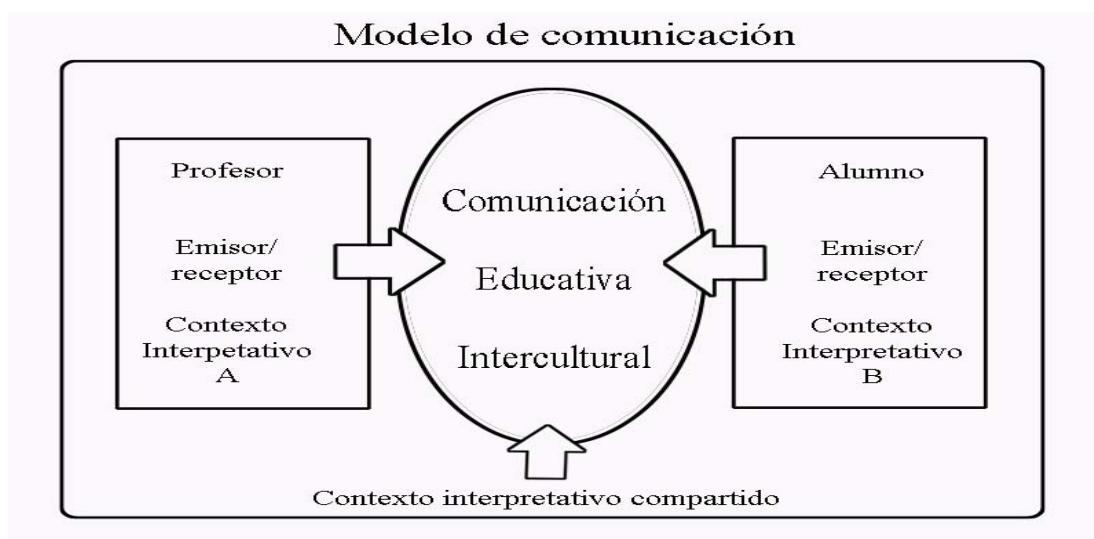 Modelo de comunicación
Profesor
Emisor/
receptor
Contexto
Interpetativo
A
Comunicación
Educativa
Intercultural
Alumno
Emisor/
receptor
Contexto
Interpretativo
B
Contexto interpretativo compartido